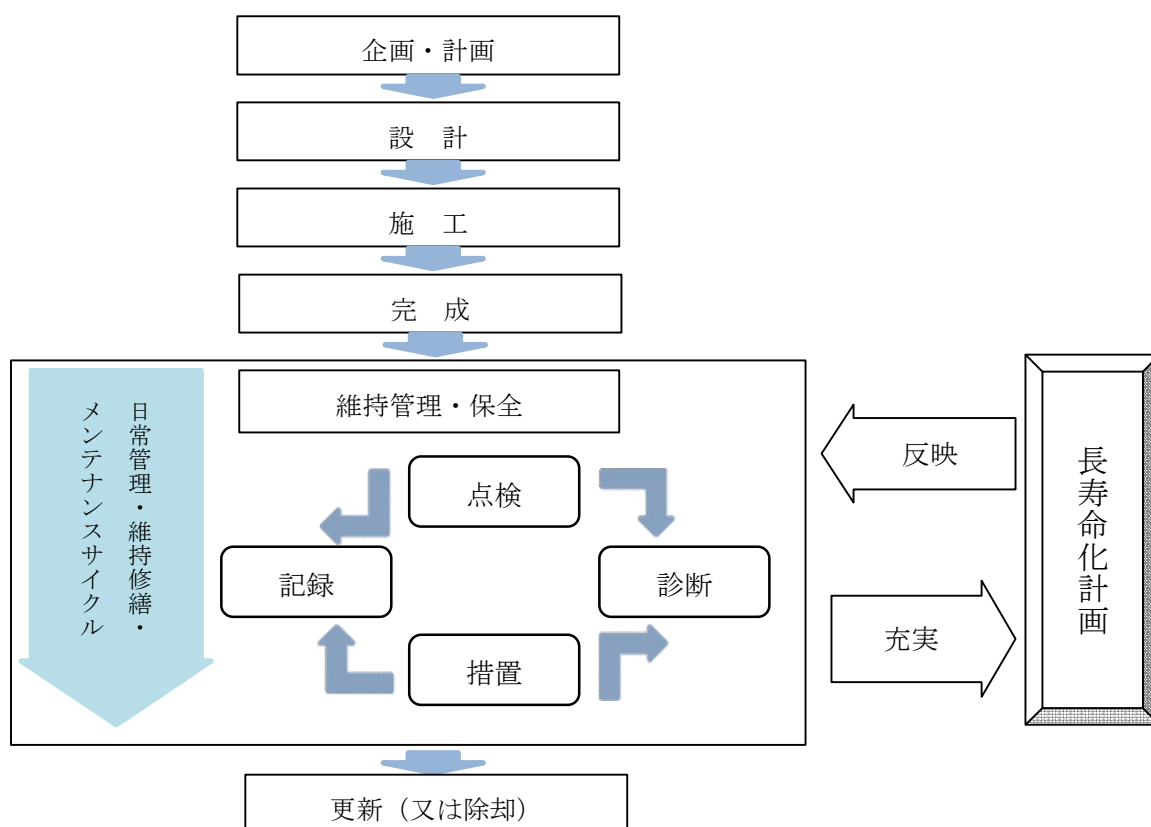 企画・計画
設　計
施　工
完　成
維持管理・保全
日常管理・維持修繕・
メンテナンスサイクル
点検
記録
診断
措置
反映
充実
長寿命化計画
更新（又は除却）